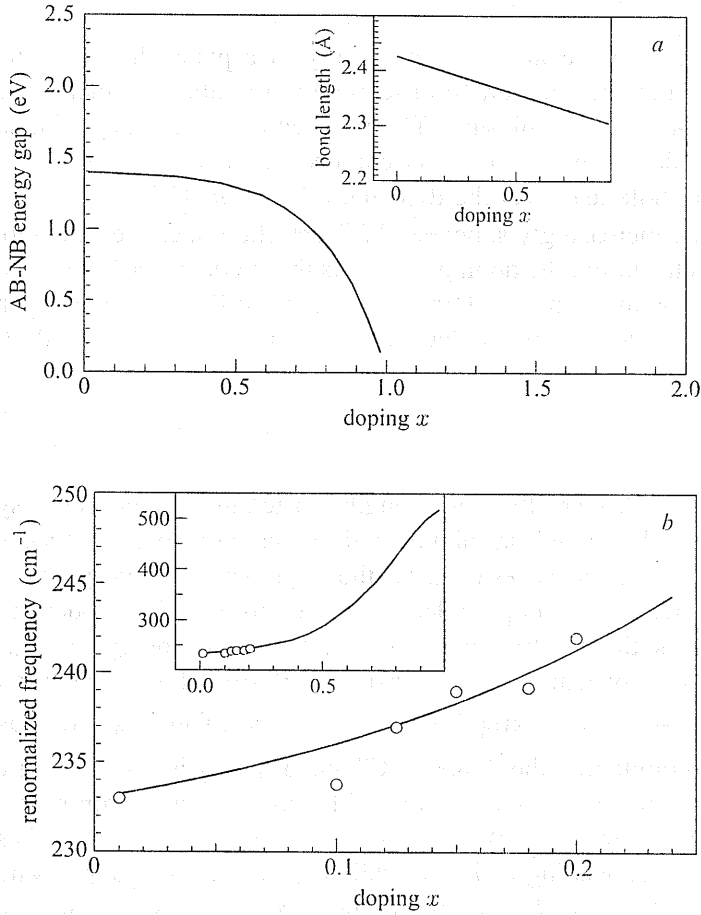 2.5
2.0
1.5
1.0
0.5
0.0
AB-NB energy gap (eV)
0 0.5 1.0 1.5 2.0
doping x
a
2.4
2.3
2.2
bond length (Å)
0 0.5
doping x
250
245
239
236
233
230
renormalized frequency (cm−1)
0 0.1 0.2
doping x
b
500
400
300
0.0 0.5